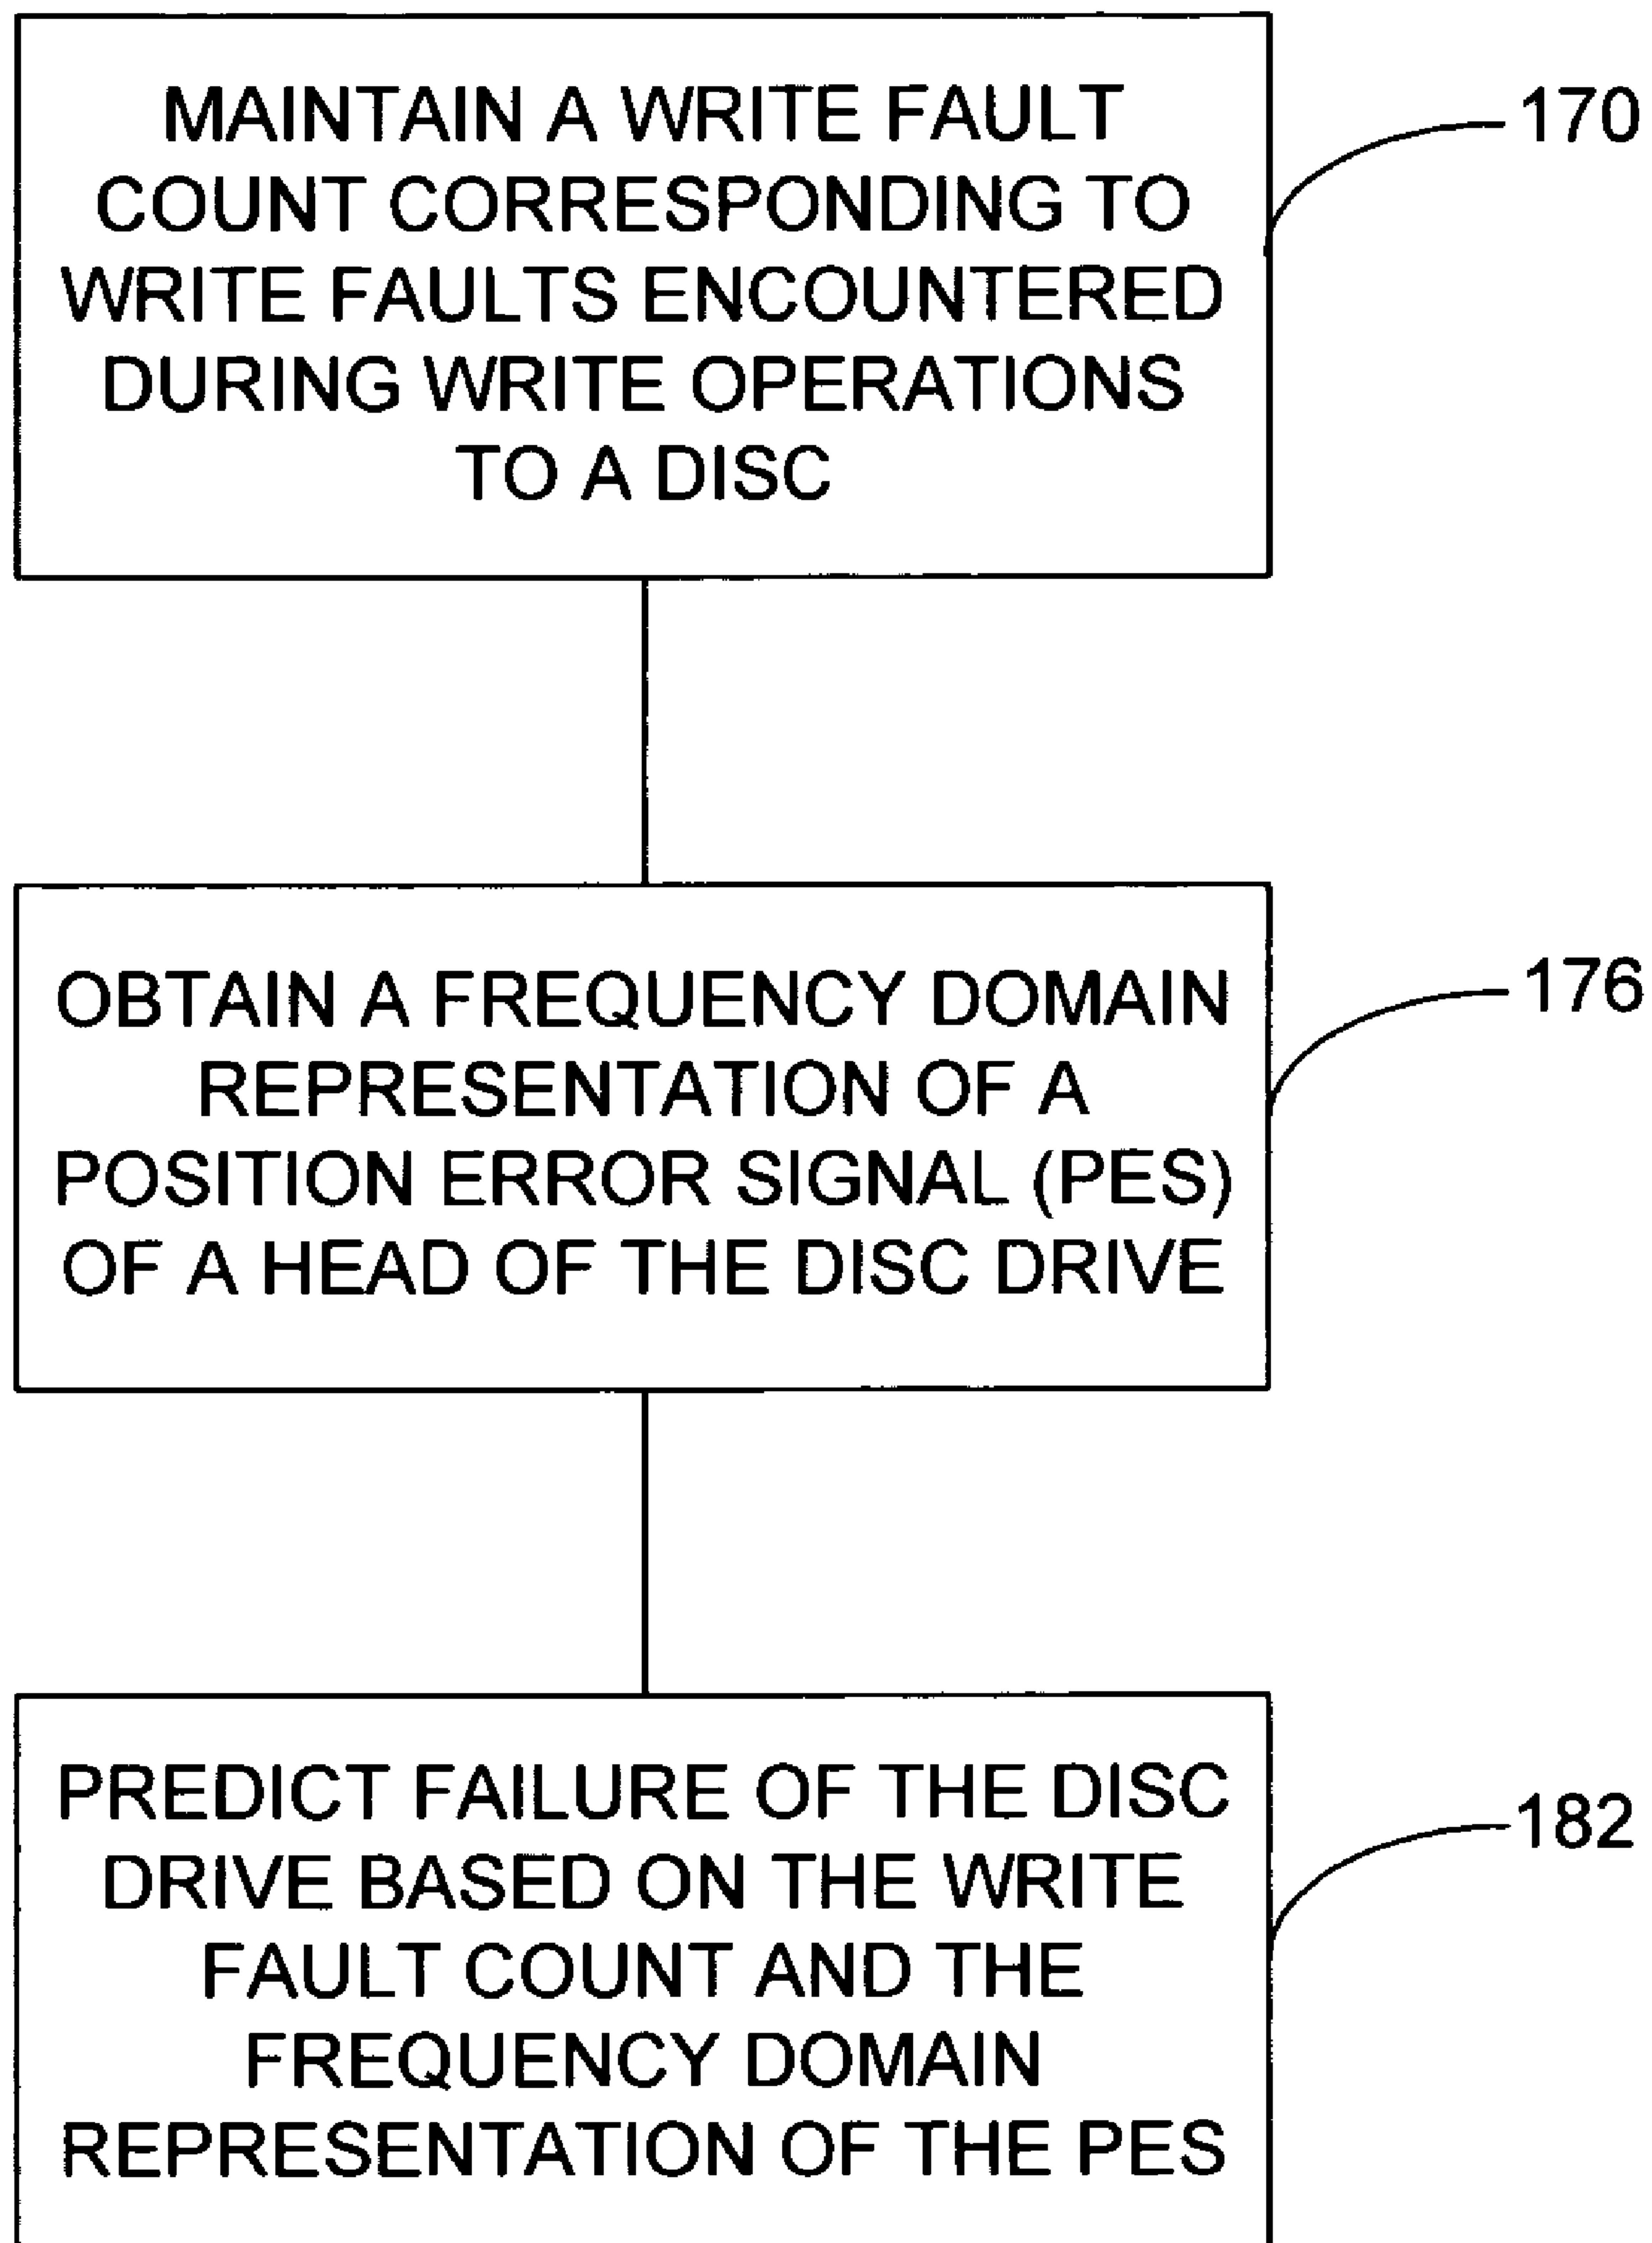 MAINTAIN A WRITE FAULT
COUNT CORRESPONDING TO
WRITE FAULTS ENCOUNTERED
DURING WRITE OPERATIONS
TO A DISC
170
OBTAIN A FREQUENCY DOMAIN
REPRESENTATION OF A
POSITION ERROR SIGNAL (PES)
OF A HEAD OF THE DISC DRIVE
176
PREDICT FAILURE OF THE DISC
DRIVE BASED ON THE WRITE
FAULT COUNT AND THE
FREQUENCY DOMAIN
REPRESENTATION OF THE PES
182